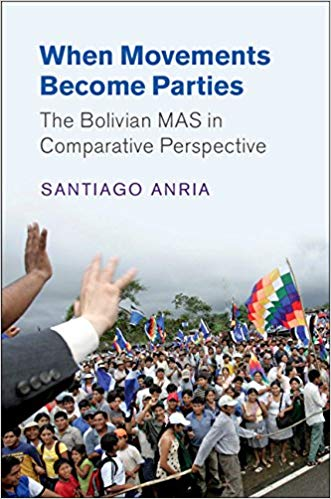 When Movements
Become Parties
The Bolivian MAS in
Comparative Perspective
SANTIAGO ANRIA